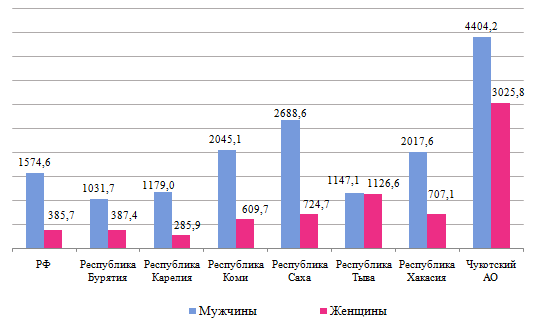 4404,2
3025,8
2688,6
2045,1
2017,6
1574,6
1031,7
1179,0
1147,1
1126,6
385,7
387,4
285,9
609,7
724,7
707,1
РФ
Республика Бурятия
Республика Карелия
Республика Коми
Республика Саха
Республика Тыва
Республика Хакасия
Чукотский АО
Мужчины
Женщины